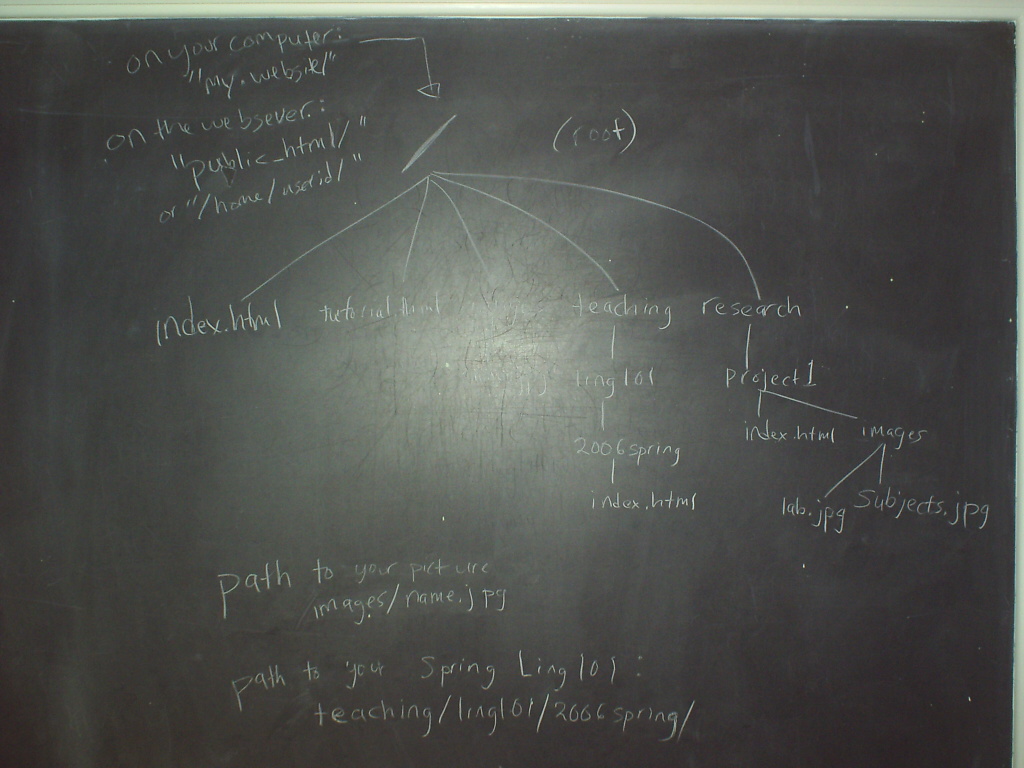 on your computer:
"my.website/"
on the websever:
"public_html/"
or "/home/userid/"
/
(root)
index.html tutorial.html teaching research
ling101 project1
index.html images
2006spring
index.html
lab.jpg subjects.jpg
path to your picture
images/name.jpg
path to your Spring Ling101:
teaching/ling101/2006spring/